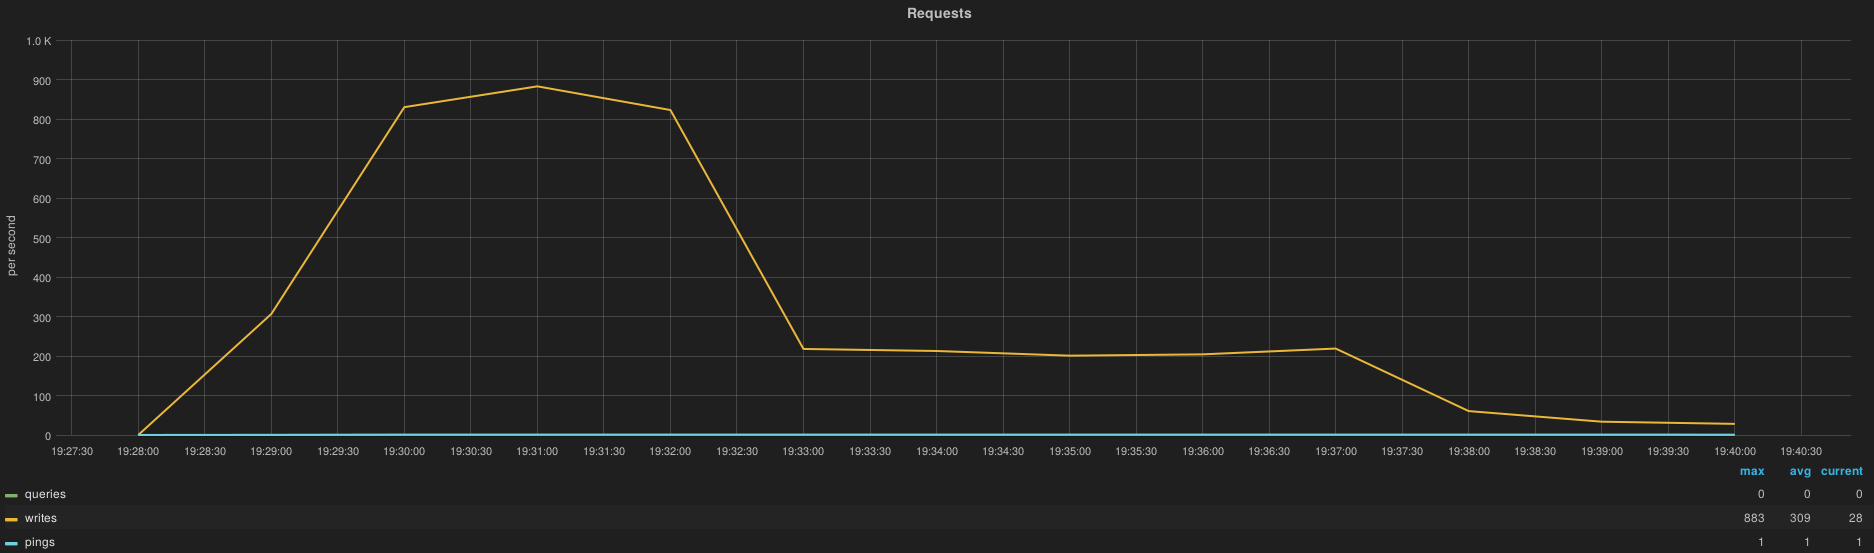 Requests
1.0 K
900
800
700
600
500
400
300
200
100
0
per second
19:27:30 19:28:00 19:28:30 19:29:00 19:29:30 19:30:00 19:30:30 19:31:00 19:31:30 19:32:00 19:32:30 19:33:00 19:33:30 19:34:00 19:34:30 19:35:00 19:35:30 19:36:00 19:36:30 19:37:00 19:37:30 19:38:00 19:38:30 19:39:00 19:39:30 19:40:00 19:40:30
max avg current
queries 0 0 0
writes 883 309 28
pings 1 1 1